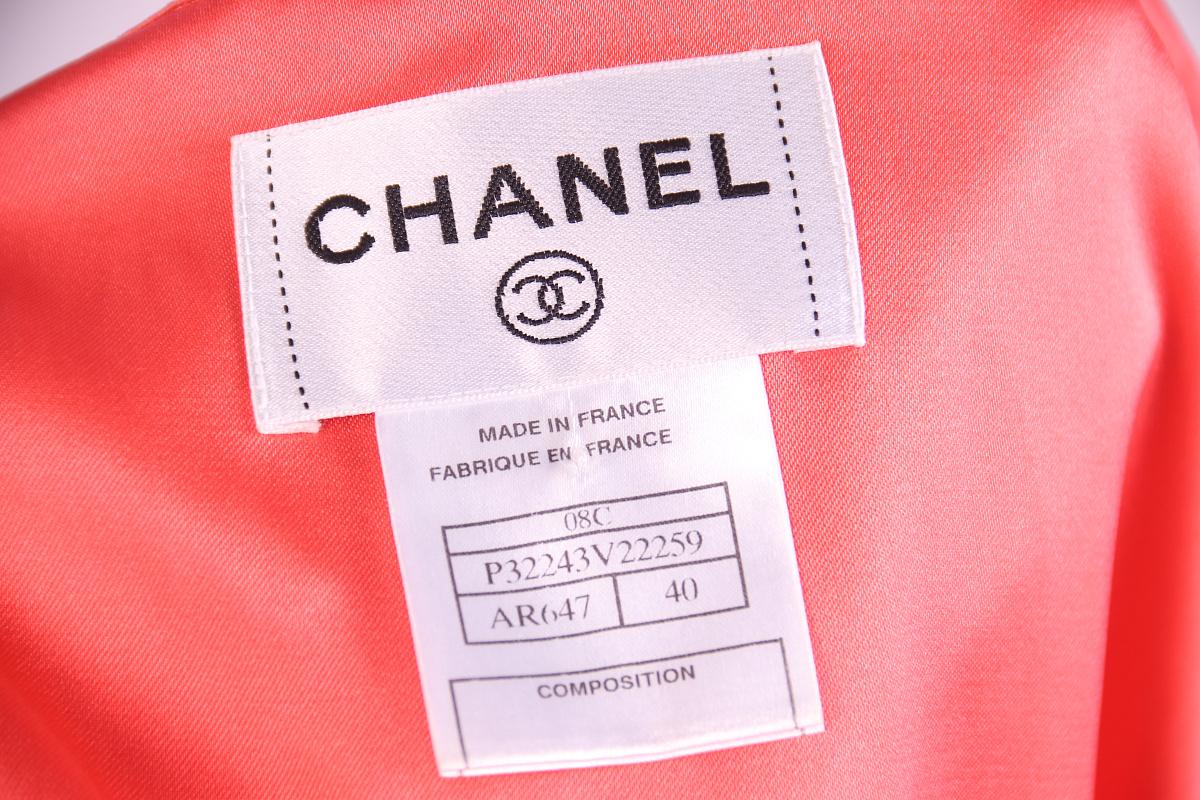 CHANEL
MADE IN FRANCE
FABRIQUE EN FRANCE
08C
P32243V22259
AR647
40
COMPOSITION